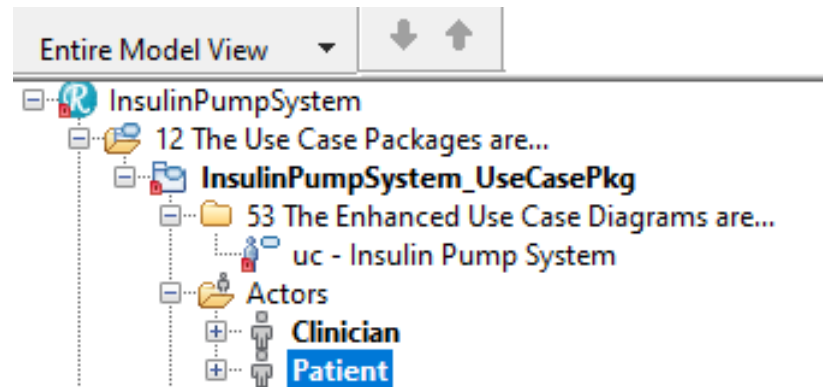 Entire Model View
InsulinPumpSystem
12 The Use Case Packages are...
InsulinPumpSystem_UseCasePkg
53 The Enhanced Use Case Diagrams are...
uc - Insulin Pump System
Actors
Clinician
Patient